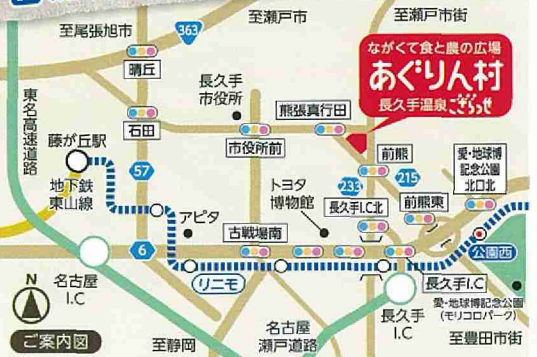 至瀬戸市
至瀬戸市街
至尾張旭市
363
ながくて食と農の広場
あぐりん村
長久手温泉ござらっせ
晴丘
長久手
市役所
熊張真行田
東名高速道路
石田
市役所前
藤が丘駅
前熊
愛・地球博
記念公園
北口北
地下鉄
東山線
57
トヨタ
博物館
233
215
長久手I.C北
前熊東
アピタ
古戦場南
6
公園西
N
名古屋
I.C
リニモ
長久手I.C
愛・地球博記念公園
(モリコロパーク)
長久手
I.C
ご案内図
至静岡
名古屋
瀬戸道路
至豊田市街